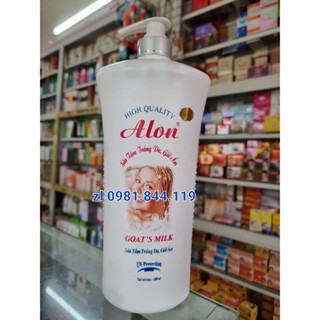 HIGH QUALITY
Alon®
Sữa Tắm Trắng Da, Giữ Ẩm
zl 0981.844.119
GOAT'S MILK
Sữa Tắm Trắng Da, Giữ Ẩm
UV Protecting